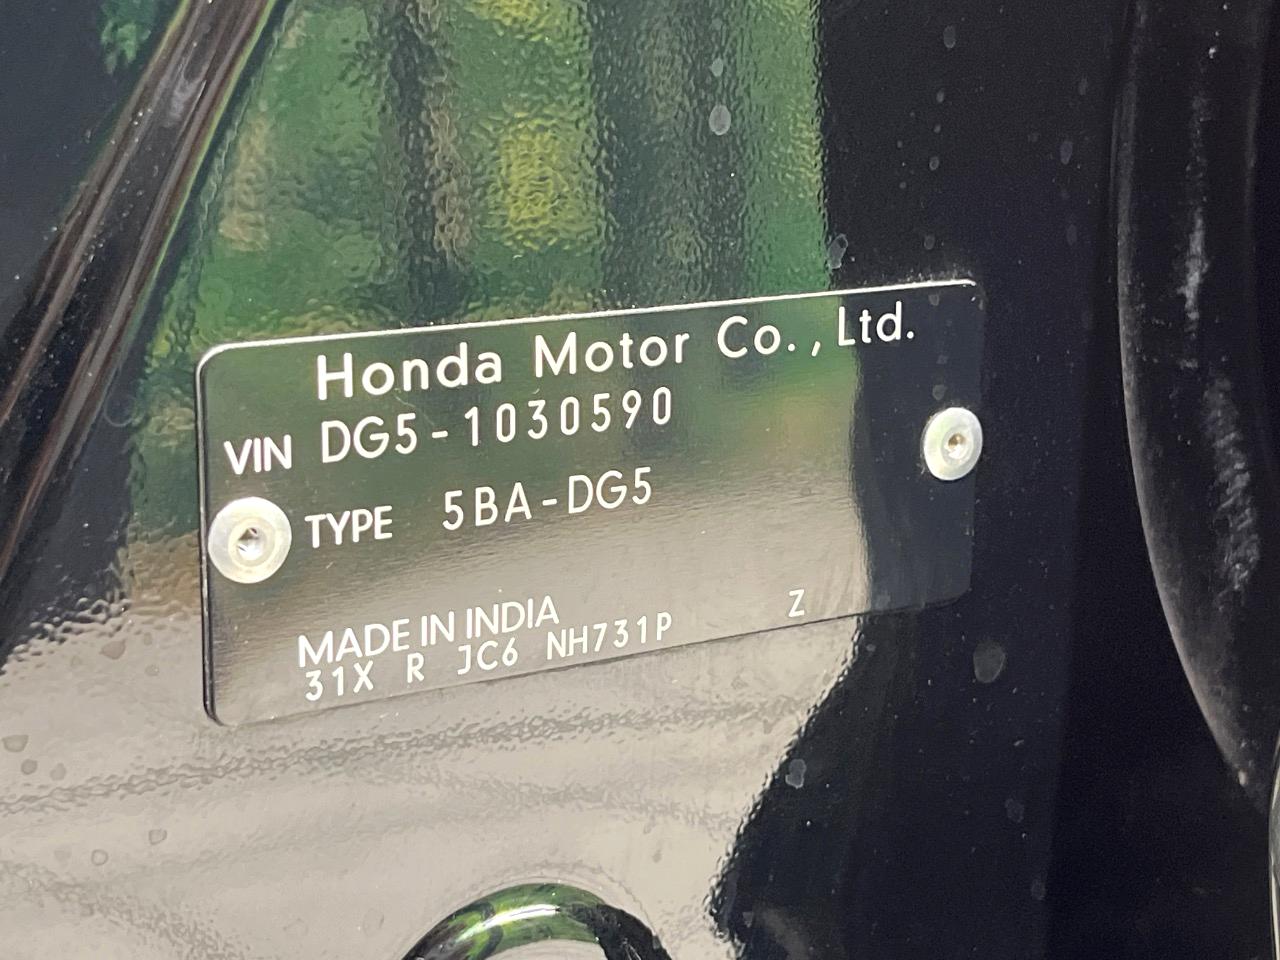 Honda Motor Co., Ltd.
VIN DG5-1030590
TYPE 5BA-DG5
MADE IN INDIA
31X R JC6 NH731P Z